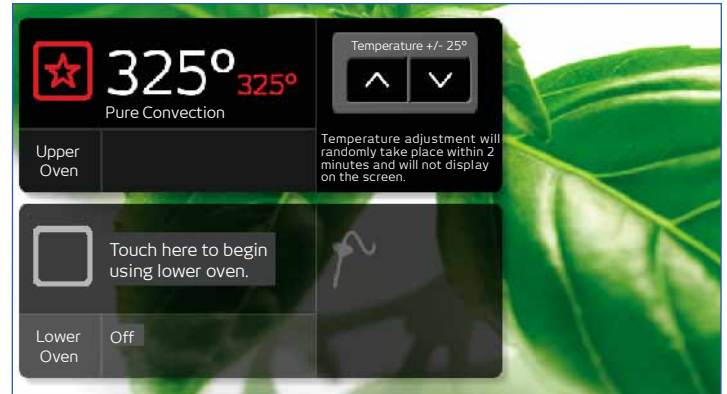 Temperature +/- 25°
325° 325°
Pure Convection
Upper
Oven
Temperature adjustment will
randomly take place within 2
minutes and will not display
on the screen.
Touch here to begin
using lower oven.
Lower
Oven
Off